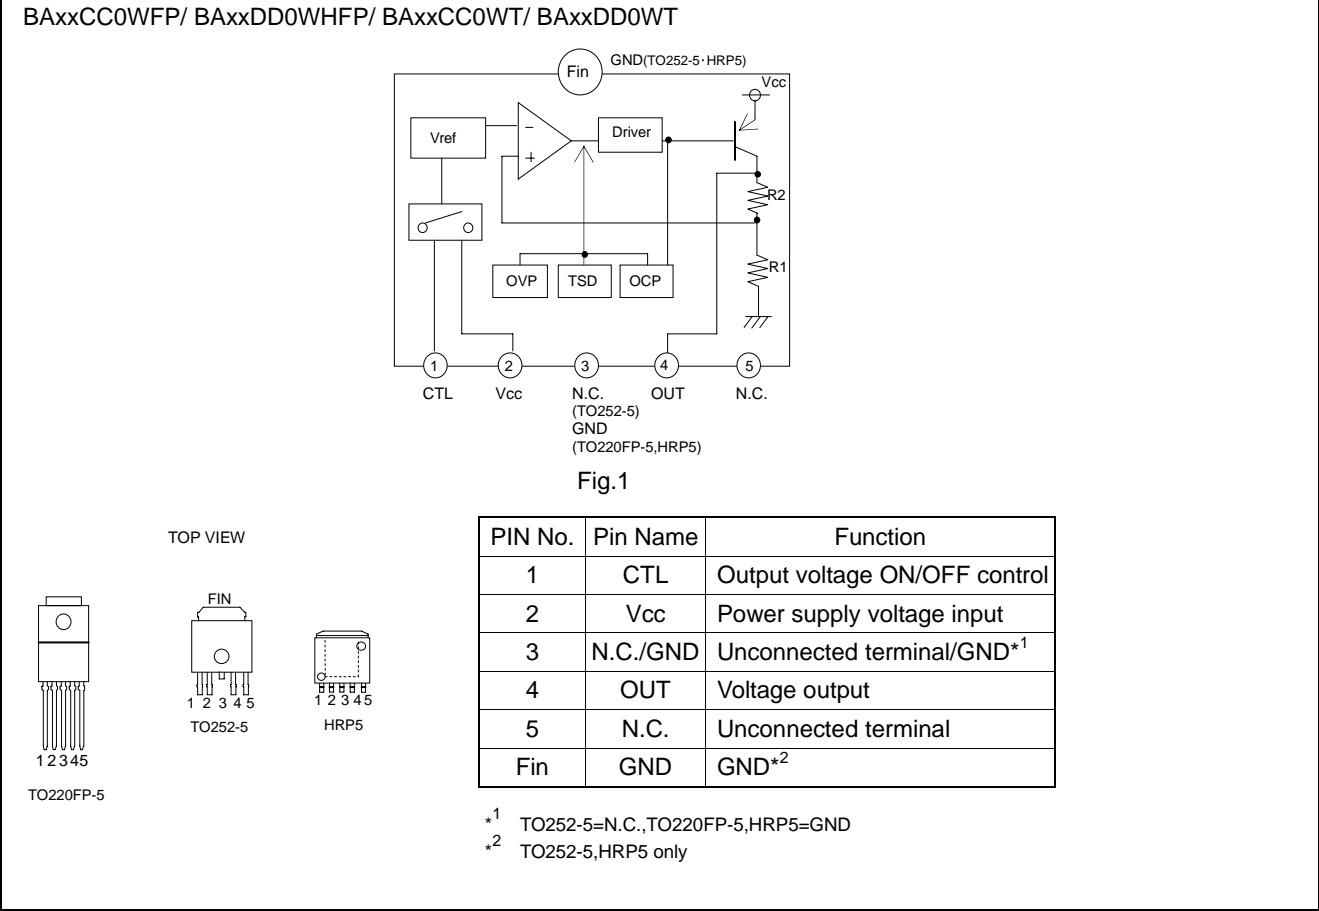 BAxxCC0WFP/ BAxxDD0WHFP/ BAxxCC0WT/ BAxxDD0WT
Fin
GND(TO252-5・HRP5)
Vcc
Vref
−
+
Driver
R2
R1
OVP
TSD
OCP
1
2
3
4
5
CTL
Vcc
N.C.
(TO252-5)
GND
(TO220FP-5,HRP5)
OUT
N.C.
Fig.1
TOP VIEW
1 2 3 4 5
TO220FP-5
FIN
1 2 3 4 5
TO252-5
1 2 3 4 5
HRP5
PIN No. Pin Name Function
1 CTL Output voltage ON/OFF control
2 Vcc Power supply voltage input
3 N.C./GND Unconnected terminal/GND*1
4 OUT Voltage output
5 N.C. Unconnected terminal
Fin GND GND*2
*1 TO252-5=N.C.,TO220FP-5,HRP5=GND
*2 TO252-5,HRP5 only